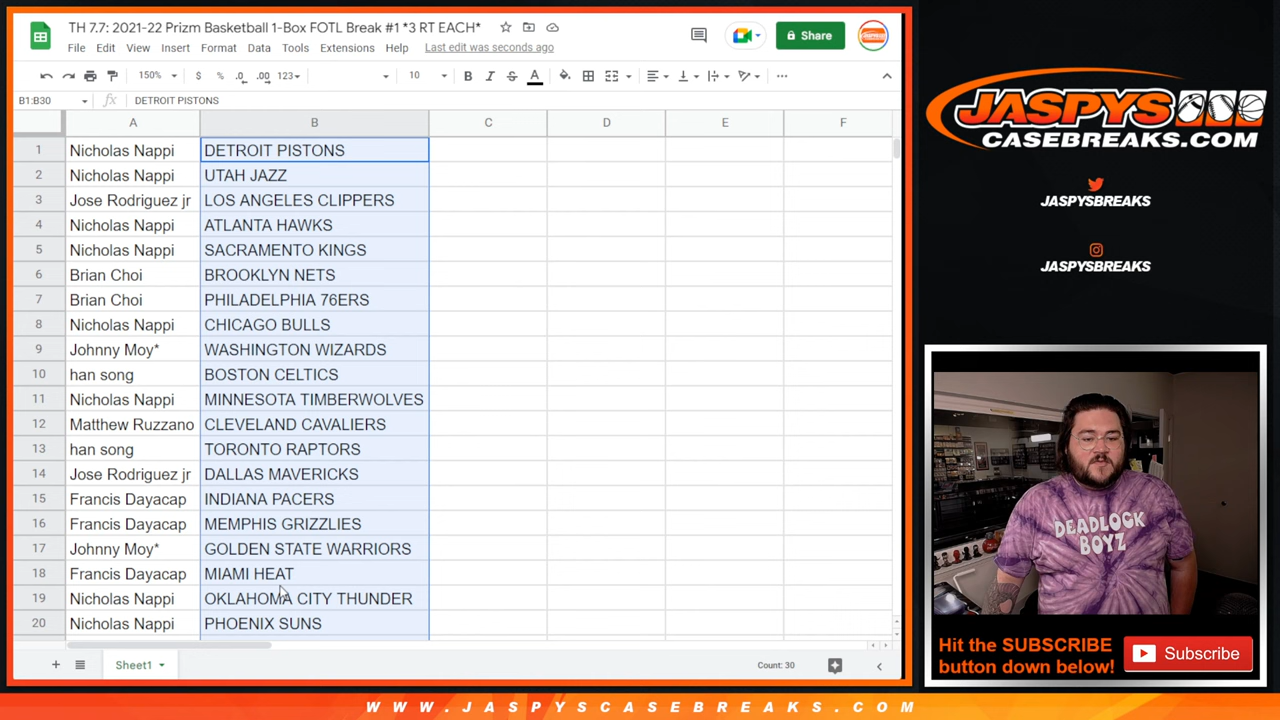 TH 7.7: 2021-22 Prizm Basketball 1-Box FOTL Break #1 *3 RT EACH*
File Edit View Insert Format Data Tools Extensions Help Last edit was seconds ago
Share
150% $ % .0 .00 123 10 B I S A
B1:B30 fx DETROIT PISTONS
A B C D E F
1 Nicholas Nappi DETROIT PISTONS
2 Nicholas Nappi UTAH JAZZ
3 Jose Rodriguez jr LOS ANGELES CLIPPERS
4 Nicholas Nappi ATLANTA HAWKS
5 Nicholas Nappi SACRAMENTO KINGS
6 Brian Choi BROOKLYN NETS
7 Brian Choi PHILADELPHIA 76ERS
8 Nicholas Nappi CHICAGO BULLS
9 Johnny Moy* WASHINGTON WIZARDS
10 han song BOSTON CELTICS
11 Nicholas Nappi MINNESOTA TIMBERWOLVES
12 Matthew Ruzzano CLEVELAND CAVALIERS
13 han song TORONTO RAPTORS
14 Jose Rodriguez jr DALLAS MAVERICKS
15 Francis Dayacap INDIANA PACERS
16 Francis Dayacap MEMPHIS GRIZZLIES
17 Johnny Moy* GOLDEN STATE WARRIORS
18 Francis Dayacap MIAMI HEAT
19 Nicholas Nappi OKLAHOMA CITY THUNDER
20 Nicholas Nappi PHOENIX SUNS
Sheet1
Count: 30
JASPYS
CASEBREAKS.COM
JASPYSBREAKS
JASPYSBREAKS
DEADLOCK
BOYZ
Hit the SUBSCRIBE
button down below!
Subscribe
WWW.JASPYSCASEBREAKS.COM